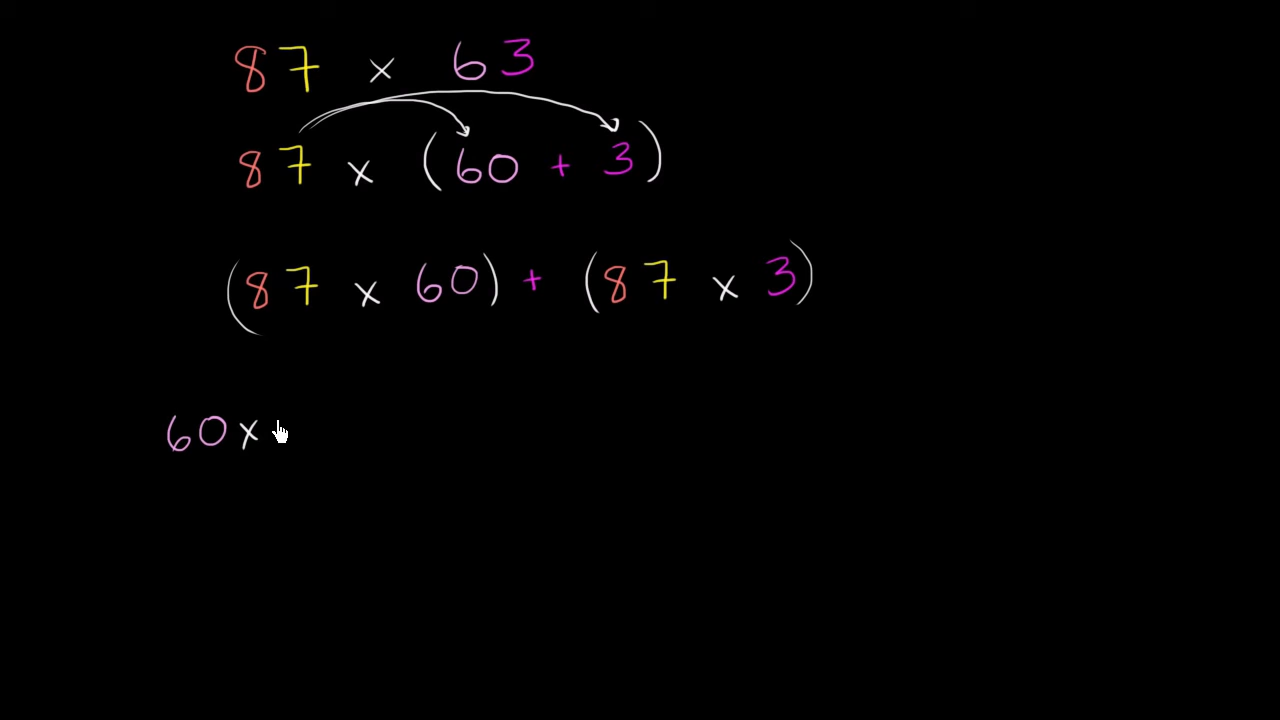 87 × 63
87 × (60 + 3)
(87 × 60) + (87 × 3)
60 ×